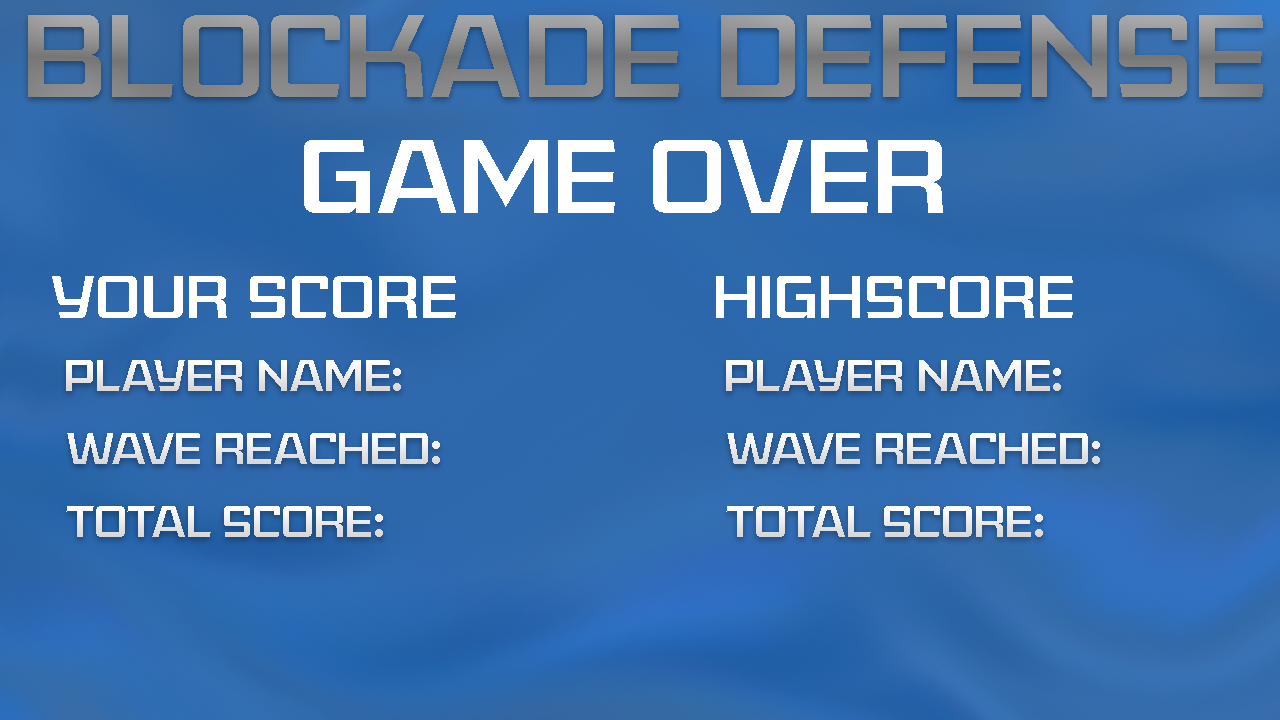 BLOCKADE DEFENSE
GAME OVER
YOUR SCORE
PLAYER NAME:
WAVE REACHED:
TOTAL SCORE:
HIGHSCORE
PLAYER NAME:
WAVE REACHED:
TOTAL SCORE: